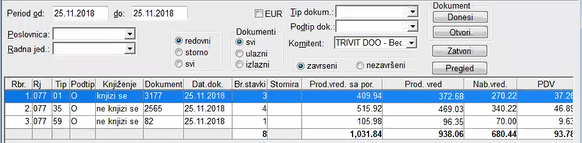 Period od: 25.11.2018 do: 25.11.2018 EUR Tip dokum.: Dokument
Podtip dok.: Donesi
Poslovnica: Otvori
Radna jed.: redovni Dokumenti Komitent: TRIVIT DOO - Beo
storno svi Zatvori
svi ulazni
izlazni zavrseni nezavršeni Pregled
Rbr. Rj Tip Podtip Knjiženje Dokument Dat.dok. Br.stavki Stornira Prod.vred. sa por. Prod. vred Nab.vred. PDV
1. 077 01 O knjizi se 3177 25.11.2018 3 409.94 372.68 270.22
2. 077 35 O ne knjizi se 2565 25.11.2018 4 515.92 469.03 340.22 46.89
3. 077 59 O ne knjizi se 82 25.11.2018 1 105.98 96.35 70.00 9.63
8 1,031.84 938.06 680.44 93.78